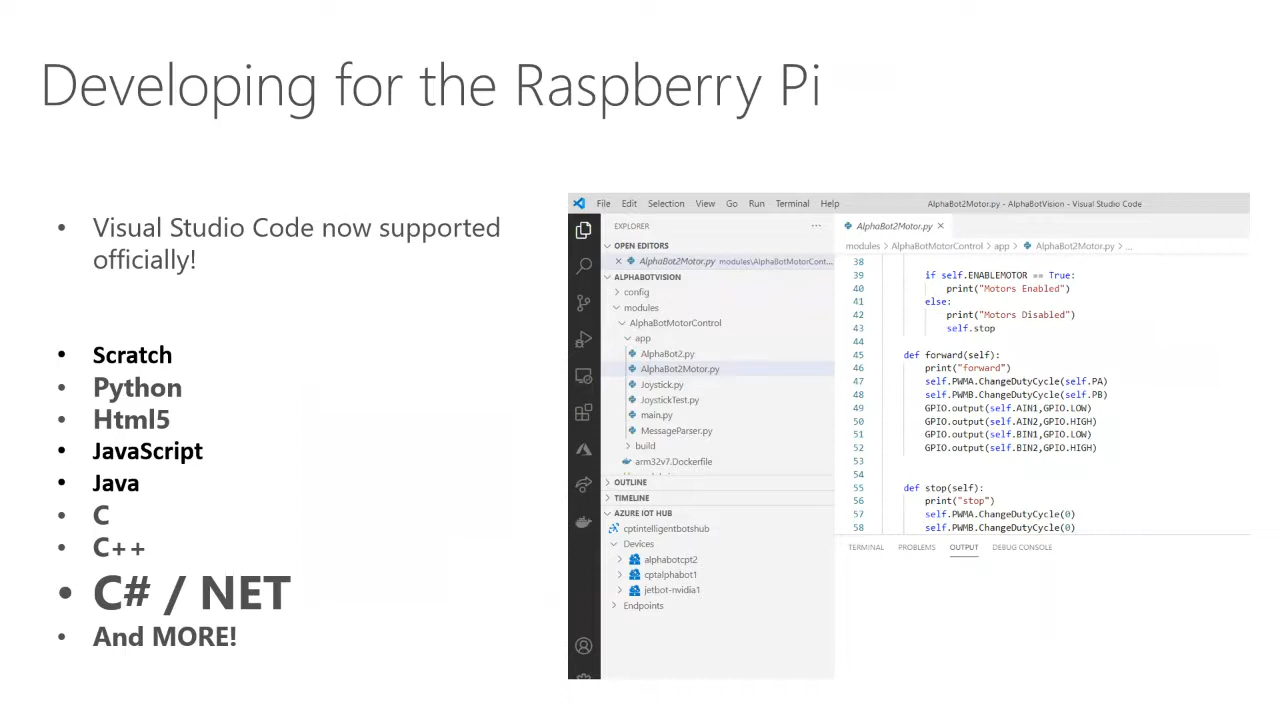 Developing for the Raspberry Pi
• Visual Studio Code now supported
officially!
• Scratch
• Python
• Html5
• JavaScript
• Java
• C
• C++
• C# / NET
• And MORE!
File Edit Selection View Go Run Terminal Help AlphaBot2Motor.py - AlphaBotVision - Visual Studio Code
EXPLORER ...
OPEN EDITORS
AlphaBot2Motor.py modules\AlphaBotMotorCont...
ALPHABOTVISION
config
modules
AlphaBotMotorControl
app
AlphaBot2.py
AlphaBot2Motor.py
Joystick.py
JoystickTest.py
main.py
MessageParser.py
build
arm32v7.Dockerfile
OUTLINE
TIMELINE
AZURE IOT HUB
cptintelligentbotshub
Devices
alphabotcpt2
cptalphabot1
jetbot-nvidia1
Endpoints
AlphaBot2Motor.py
modules > AlphaBotMotorControl > app > AlphaBot2Motor.py > ...
38
39 if self.ENABLEMOTOR == True:
40 print("Motors Enabled")
41 else:
42 print("Motors Disabled")
43 self.stop
44
45 def forward(self):
46 print("forward")
47 self.PWMA.ChangeDutyCycle(self.PA)
48 self.PWMB.ChangeDutyCycle(self.PB)
49 GPIO.output(self.AIN1,GPIO.LOW)
50 GPIO.output(self.AIN2,GPIO.HIGH)
51 GPIO.output(self.BIN1,GPIO.LOW)
52 GPIO.output(self.BIN2,GPIO.HIGH)
53
54
55 def stop(self):
56 print("stop")
57 self.PWMA.ChangeDutyCycle(0)
58 self.PWMB.ChangeDutyCycle(0)
TERMINAL PROBLEMS OUTPUT DEBUG CONSOLE